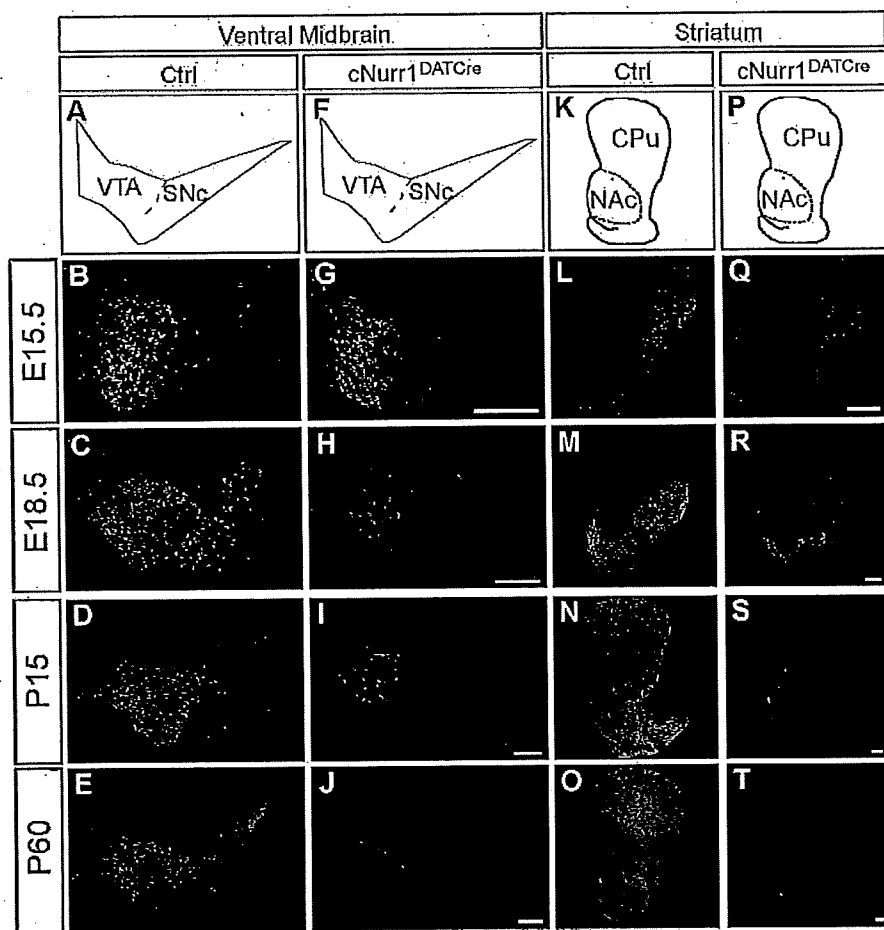 Ventral Midbrain
Striatum
Ctrl
cNurr1DATCre
Ctrl
cNurr1DATCre
A
VTA
SNc
F
VTA
SNc
K
CPu
NAc
P
CPu
NAc
E15.5
B
G
L
Q
E18.5
C
H
M
R
P15
D
I
N
S
P60
E
J
O
T